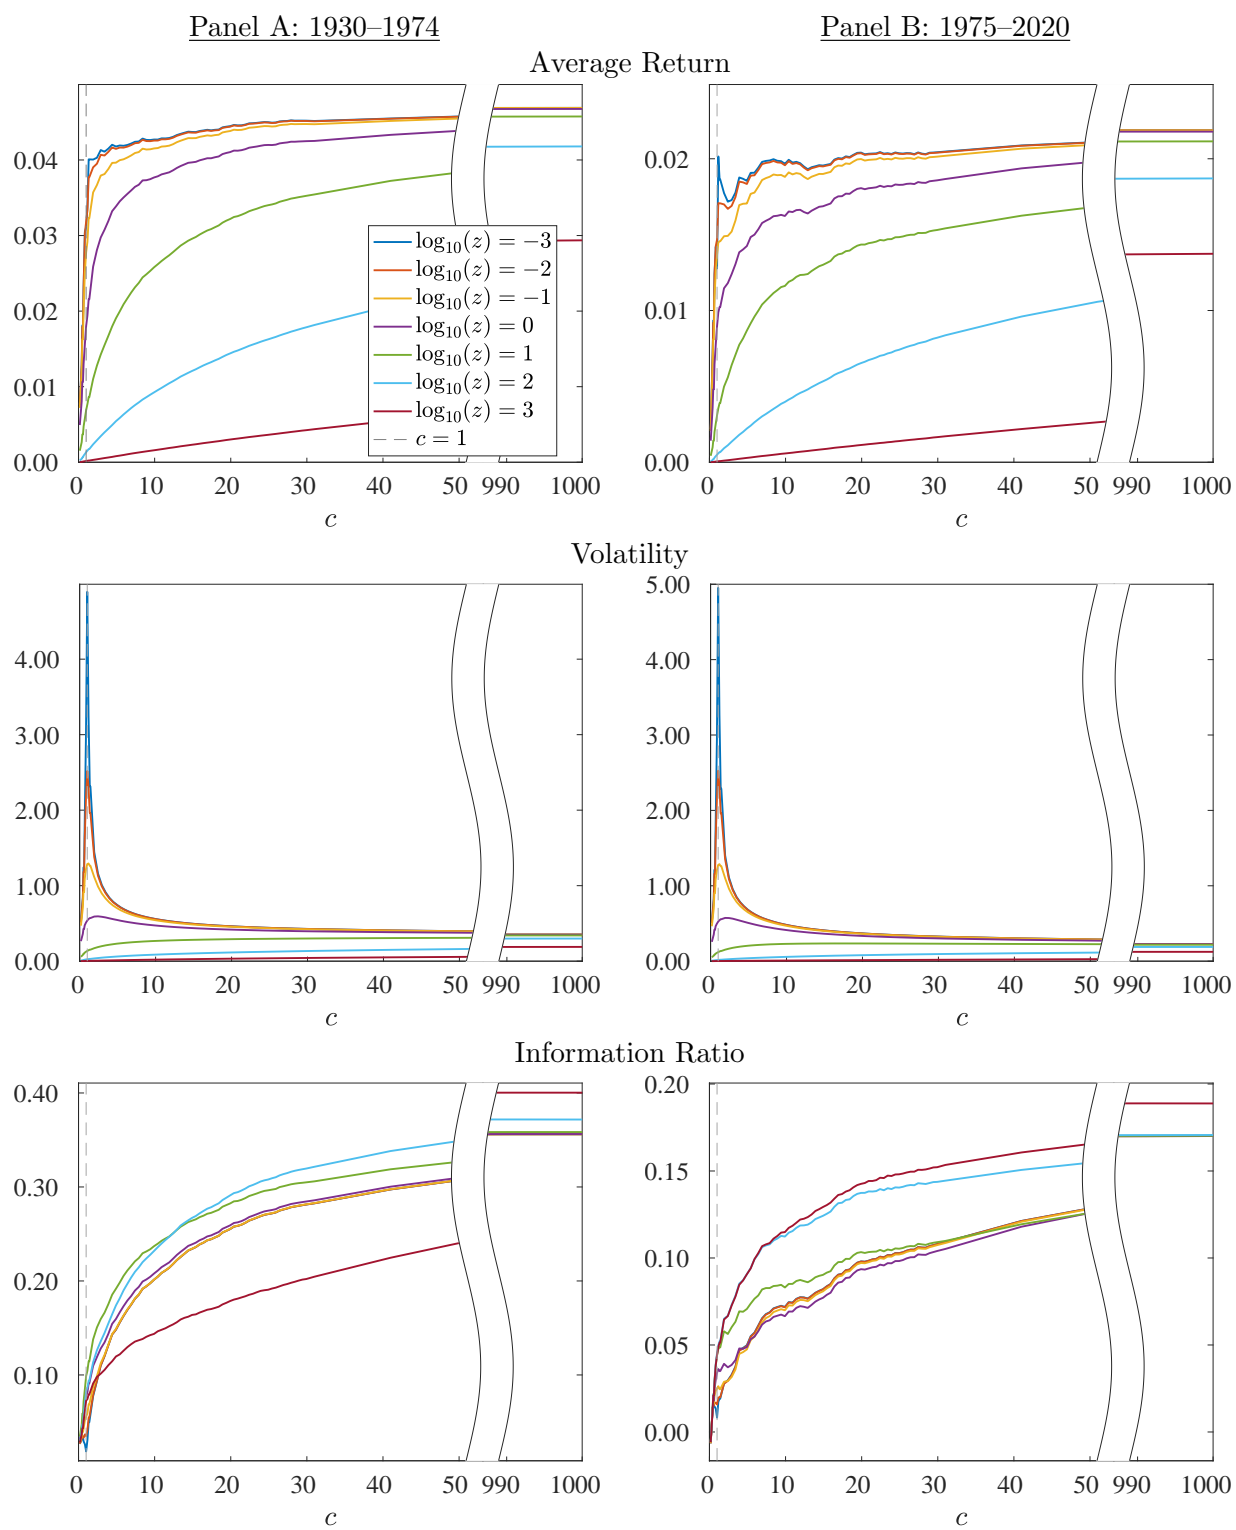 Panel A: 1930–1974 Panel B: 1975–2020
Average Return
0.04
0.03
0.02
0.01
0.00
0 10 20 30 40 50 990 1000
c
log10(z) = −3
log10(z) = −2
log10(z) = −1
log10(z) = 0
log10(z) = 1
log10(z) = 2
log10(z) = 3
c = 1
0.02
0.01
0.00
0 10 20 30 40 50 990 1000
c
Volatility
4.00
3.00
2.00
1.00
0.00
0 10 20 30 40 50 990 1000
c
5.00
4.00
3.00
2.00
1.00
0.00
0 10 20 30 40 50 990 1000
c
Information Ratio
0.40
0.30
0.20
0.10
0 10 20 30 40 50 990 1000
c
0.20
0.15
0.10
0.05
0.00
0 10 20 30 40 50 990 1000
c